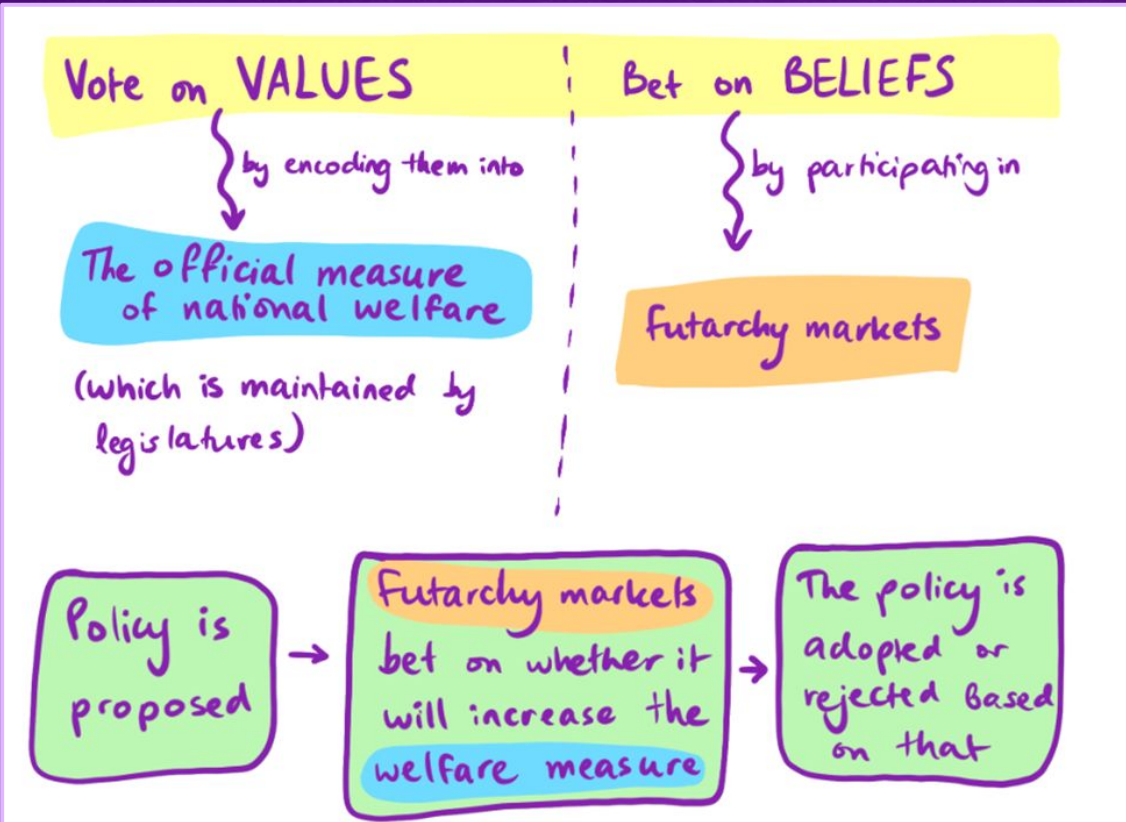 Vote on VALUES
by encoding them into
The official measure
of national welfare
(which is maintained by
legislatures)
Bet on BELIEFS
by participating in
Futarchy markets
Policy is
proposed
Futarchy markets
bet on whether it
will increase the
welfare measure
The policy is
adopted or
rejected Based
on that